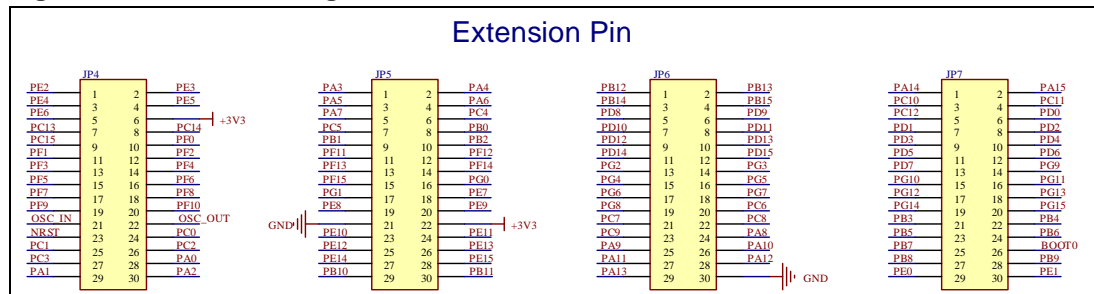 Extension Pin
JP4
PE2 1 2 PE3
PE4 3 4 PE5
PE6 5 6 +3V3
PC13 7 8 PC14
PC15 9 10 PF0
PF1 11 12 PF2
PF3 13 14 PF4
PF5 15 16 PF6
PF7 17 18 PF8
PF9 19 20 PF10
OSC_IN 21 22 OSC_OUT
NRST 23 24 PC0
PC1 25 26 PC2
PC3 27 28 PA0
PA1 29 30 PA2
JP5
PA3 1 2 PA4
PA5 3 4 PA6
PA7 5 6 PC4
PC5 7 8 PB0
PB1 9 10 PB2
PF11 11 12 PF12
PF13 13 14 PF14
PF15 15 16 PG0
PG1 17 18 PE7
PE8 19 20 PE9
GND 21 22 +3V3
PE10 23 24 PE11
PE12 25 26 PE13
PE14 27 28 PE15
PB10 29 30 PB11
JP6
PB12 1 2 PB13
PB14 3 4 PB15
PD8 5 6 PD9
PD10 7 8 PD11
PD12 9 10 PD13
PD14 11 12 PD15
PG2 13 14 PG3
PG4 15 16 PG5
PG6 17 18 PG7
PG8 19 20 PC6
PC7 21 22 PC8
PC9 23 24 PA8
PA9 25 26 PA10
PA11 27 28 PA12
PA13 29 30 GND
JP7
PA14 1 2 PA15
PC10 3 4 PC11
PC12 5 6 PD0
PD1 7 8 PD2
PD3 9 10 PD4
PD5 11 12 PD6
PD7 13 14 PG9
PG10 15 16 PG11
PG12 17 18 PG13
PG14 19 20 PG15
PB3 21 22 PB4
PB5 23 24 PB6
PB7 25 26 BOOT0
PB8 27 28 PB9
PE0 29 30 PE1